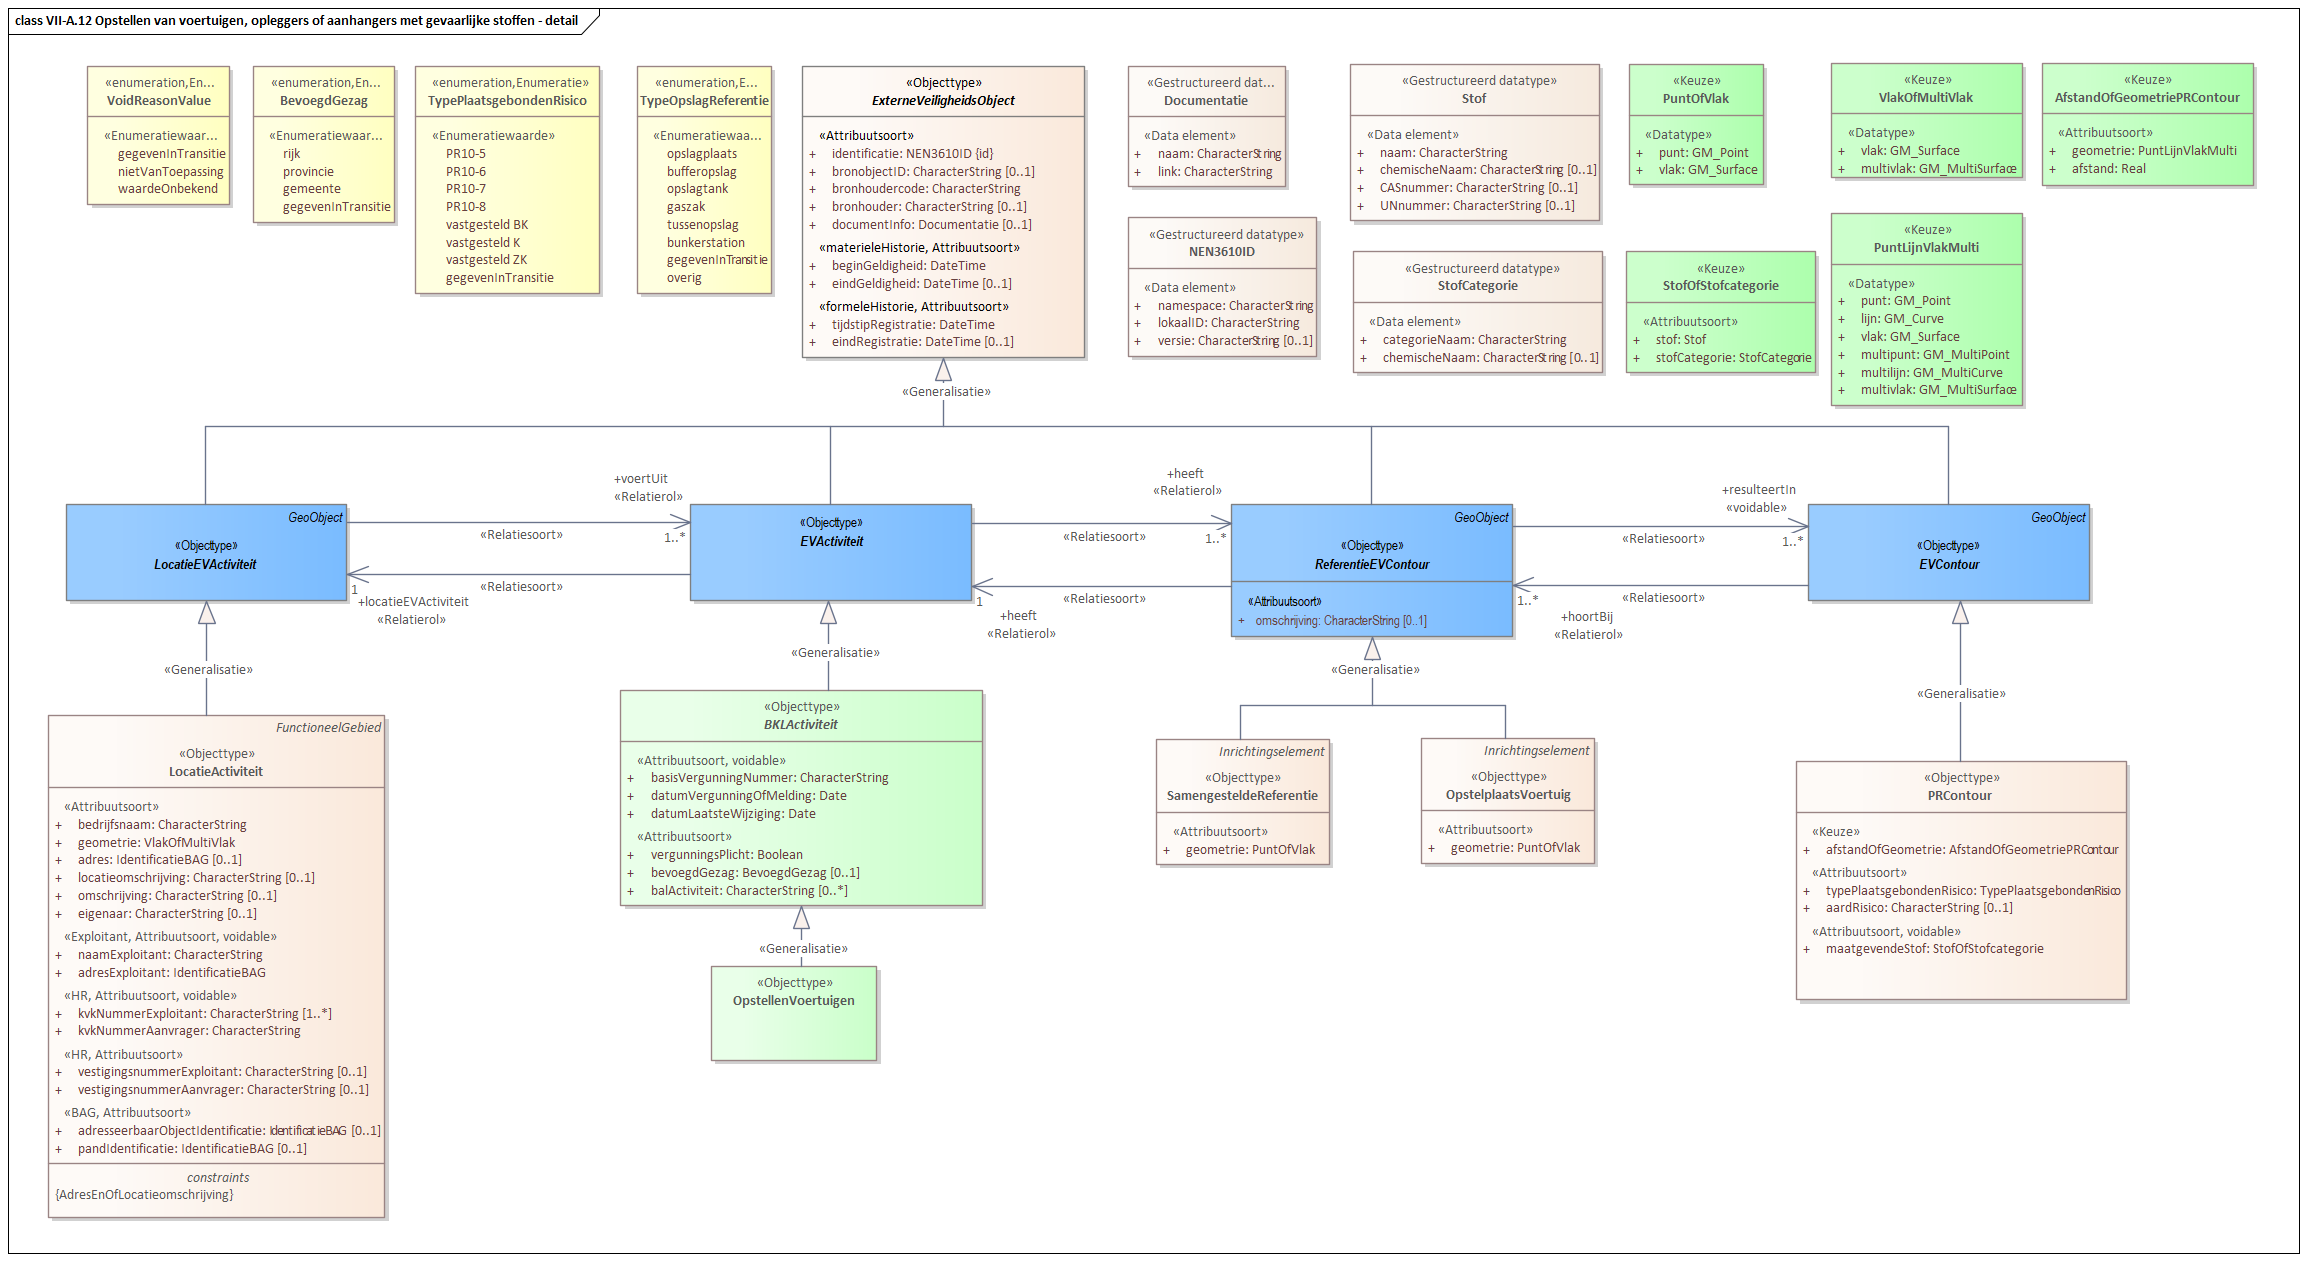 class VII-A.12 Opstellen van voertuigen, opleggers of aanhangers met gevaarlijke stoffen - detail
«enumeration,En...
VoidReasonValue
«Enumeratiewaar...
gegevenInTransitie
nietVanToepassing
waardeOnbekend
«enumeration,En...
BevoegdGezag
«Enumeratiewaar...
rijk
provincie
gemeente
gegevenInTransitie
«enumeration,Enumeratie»
TypePlaatsgebondenRisico
«Enumeratiewaarde»
PR10-5
PR10-6
PR10-7
PR10-8
vastgesteld BK
vastgesteld K
vastgesteld ZK
gegevenInTransitie
«enumeration,E...
TypeOpslagReferentie
«Enumeratiewaa...
opslagplaats
bufferopslag
opslagtank
gaszak
tussenopslag
bunkerstation
gegevenInTransitie
overig
«Objecttype»
ExterneVeiligheidsObject
«Attribuutsoort»
+ identificatie: NEN3610ID {id}
+ bronobjectID: CharacterString [0..1]
+ bronhoudercode: CharacterString
+ bronhouder: CharacterString [0..1]
+ documentInfo: Documentatie [0..1]
«materieleHistorie, Attribuutsoort»
+ beginGeldigheid: DateTime
+ eindGeldigheid: DateTime [0..1]
«formeleHistorie, Attribuutsoort»
+ tijdstipRegistratie: DateTime
+ eindRegistratie: DateTime [0..1]
«Gestructureerd dat...
Documentatie
«Data element»
+ naam: CharacterString
+ link: CharacterString
«Gestructureerd datatype»
NEN3610ID
«Data element»
+ namespace: CharacterString
+ lokaalID: CharacterString
+ versie: CharacterString [0..1]
«Gestructureerd datatype»
Stof
«Data element»
+ naam: CharacterString
+ chemischeNaam: CharacterString [0..1]
+ CASnummer: CharacterString [0..1]
+ UNnummer: CharacterString [0..1]
«Gestructureerd datatype»
StofCategorie
«Data element»
+ categorieNaam: CharacterString
+ chemischeNaam: CharacterString [0..1]
«Keuze»
PuntOfVlak
«Datatype»
+ punt: GM_Point
+ vlak: GM_Surface
«Keuze»
StofOfStofcategorie
«Attribuutsoort»
+ stof: Stof
+ stofCategorie: StofCategorie
«Keuze»
VlakOfMultiVlak
«Datatype»
+ vlak: GM_Surface
+ multivlak: GM_MultiSurface
«Keuze»
PuntLijnVlakMulti
«Datatype»
+ punt: GM_Point
+ lijn: GM_Curve
+ vlak: GM_Surface
+ multipunt: GM_MultiPoint
+ multilijn: GM_MultiCurve
+ multivlak: GM_MultiSurface
«Keuze»
AfstandOfGeometriePRContour
«Attribuutsoort»
+ geometrie: PuntLijnVlakMulti
+ afstand: Real
«Generalisatie»
GeoObject
«Objecttype»
LocatieEVActiviteit
+voertUit
«Relatierol»
«Relatiesoort»
1..*
«Relatiesoort»
1
+locatieEVActiviteit
«Relatierol»
«Objecttype»
EVActiviteit
+heeft
«Relatierol»
«Relatiesoort»
1..*
«Relatiesoort»
1
+heeft
«Relatierol»
GeoObject
«Objecttype»
ReferentieEVContour
«Attribuutsoort»
+ omschrijving: CharacterString [0..1]
+resulteertIn
«voidable»
«Relatiesoort»
1..*
«Relatiesoort»
1..*
+hoortBij
«Relatierol»
GeoObject
«Objecttype»
EVContour
«Generalisatie»
«Generalisatie»
«Generalisatie»
«Generalisatie»
FunctioneelGebied
«Objecttype»
LocatieActiviteit
«Attribuutsoort»
+ bedrijfsnaam: CharacterString
+ geometrie: VlakOfMultiVlak
+ adres: IdentificatieBAG [0..1]
+ locatieomschrijving: CharacterString [0..1]
+ omschrijving: CharacterString [0..1]
+ eigenaar: CharacterString [0..1]
«Exploitant, Attribuutsoort, voidable»
+ naamExploitant: CharacterString
+ adresExploitant: IdentificatieBAG
«HR, Attribuutsoort, voidable»
+ kvkNummerExploitant: CharacterString [1..*]
+ kvkNummerAanvrager: CharacterString
«HR, Attribuutsoort»
+ vestigingsnummerExploitant: CharacterString [0..1]
+ vestigingsnummerAanvrager: CharacterString [0..1]
«BAG, Attribuutsoort»
+ adresseerbaarObjectIdentificatie: IdentificatieBAG [0..1]
+ pandIdentificatie: IdentificatieBAG [0..1]
constraints
{AdresEnOfLocatieomschrijving}
«Objecttype»
BKLActiviteit
«Attribuutsoort, voidable»
+ basisVergunningNummer: CharacterString
+ datumVergunningOfMelding: Date
+ datumLaatsteWijziging: Date
«Attribuutsoort»
+ vergunningsPlicht: Boolean
+ bevoegdGezag: BevoegdGezag [0..1]
+ balActiviteit: CharacterString [0..*]
«Generalisatie»
«Objecttype»
OpstellenVoertuigen
Inrichtingselement
«Objecttype»
SamengesteldeReferentie
«Attribuutsoort»
+ geometrie: PuntOfVlak
Inrichtingselement
«Objecttype»
OpstelplaatsVoertuig
«Attribuutsoort»
+ geometrie: PuntOfVlak
«Objecttype»
PRContour
«Keuze»
+ afstandOfGeometrie: AfstandOfGeometriePRContour
«Attribuutsoort»
+ typePlaatsgebondenRisico: TypePlaatsgebondenRisico
+ aardRisico: CharacterString [0..1]
«Attribuutsoort, voidable»
+ maatgevendeStof: StofOfStofcategorie